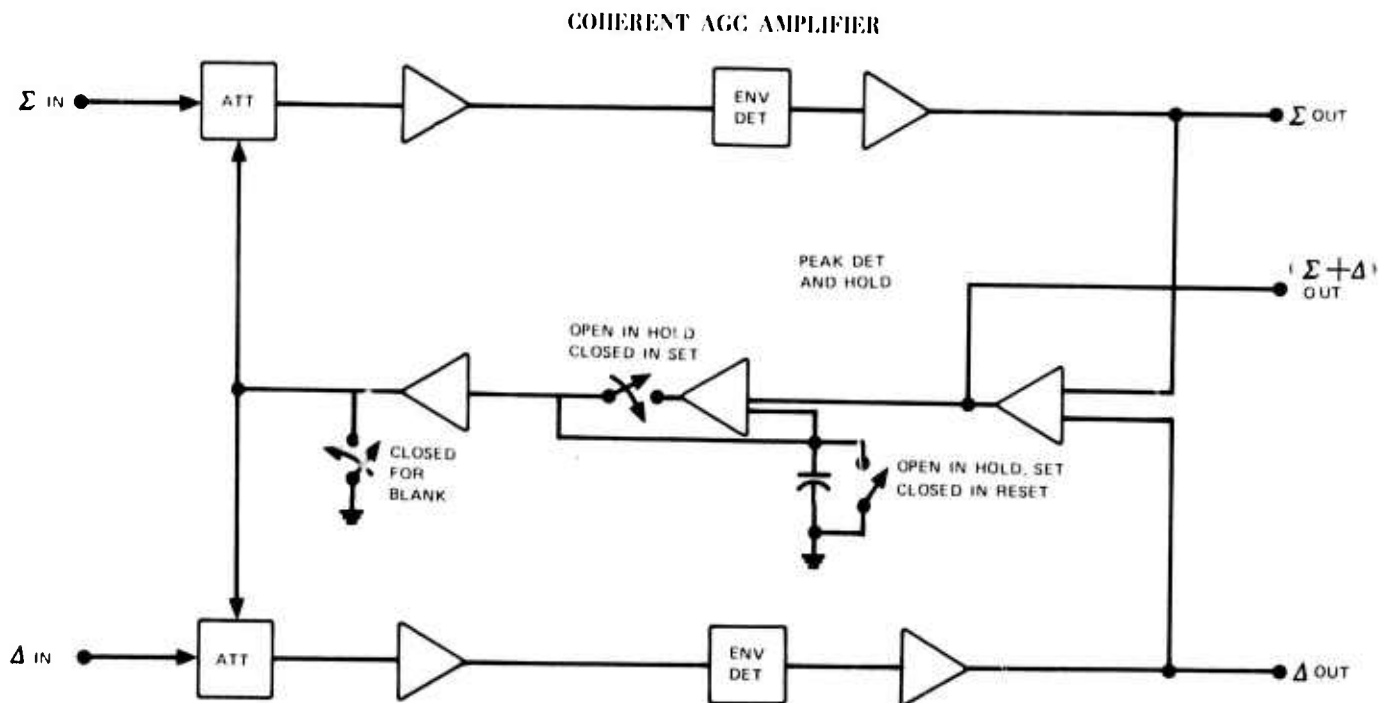 COHERENT AGC AMPLIFIER
Σ IN
ATT
ENV
DET
Σ OUT
PEAK DET
AND HOLD
(Σ+Δ)
OUT
OPEN IN HOLD
CLOSED IN SET
CLOSED
FOR
BLANK
OPEN IN HOLD, SET
CLOSED IN RESET
Δ IN
ATT
ENV
DET
Δ OUT